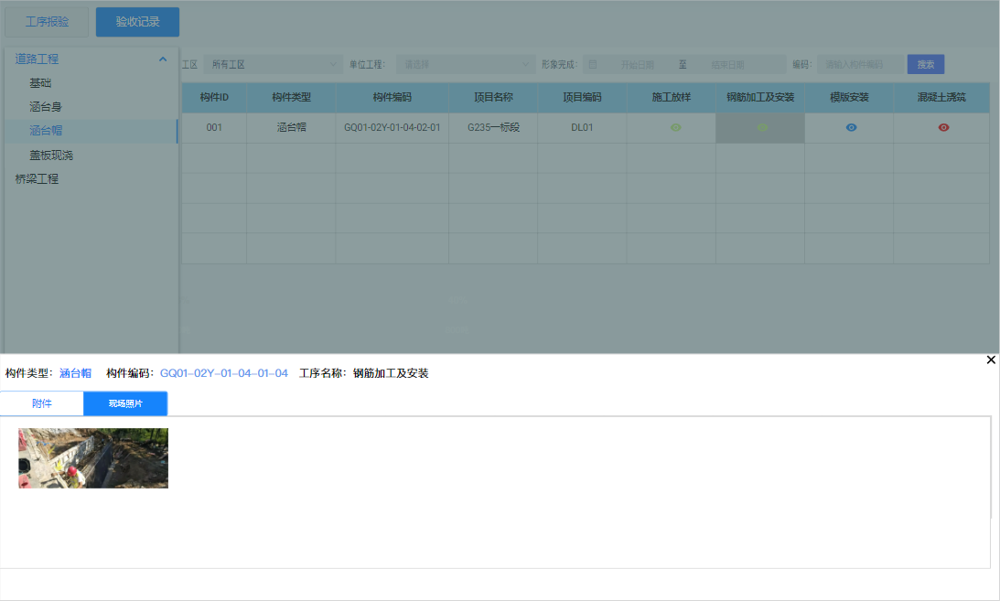 工序报验 验收记录
道路工程
基础
涵台身
涵台帽
盖板现浇
桥梁工程
工区 所有工区 单位工程: 请选择 形象完成: 开始日期 至 结束日期 编码: 请输入构件编码 搜索
构件ID 构件类型 构件编码 项目名称 项目编码 施工放样 钢筋加工及安装 模版安装 混凝土浇筑
001 涵台帽 GQ01-02Y-01-04-02-01 G235一标段 DL01
构件类型: 涵台帽 构件编码: GQ01-02Y-01-04-01-04 工序名称: 钢筋加工及安装
附件 现场照片